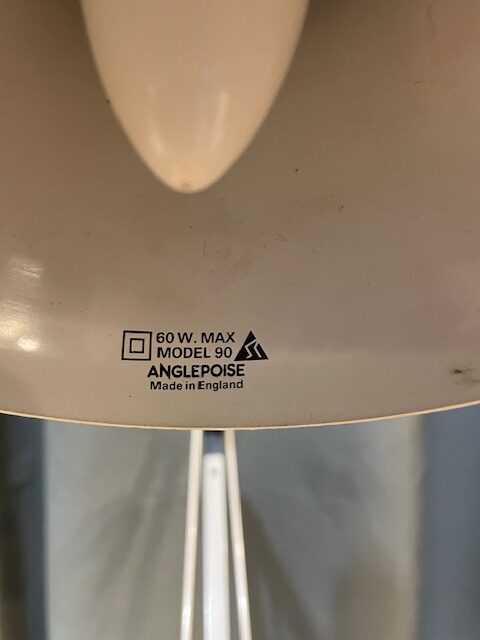 60 W. MAX
MODEL 90
ANGLEPOISE
Made in England